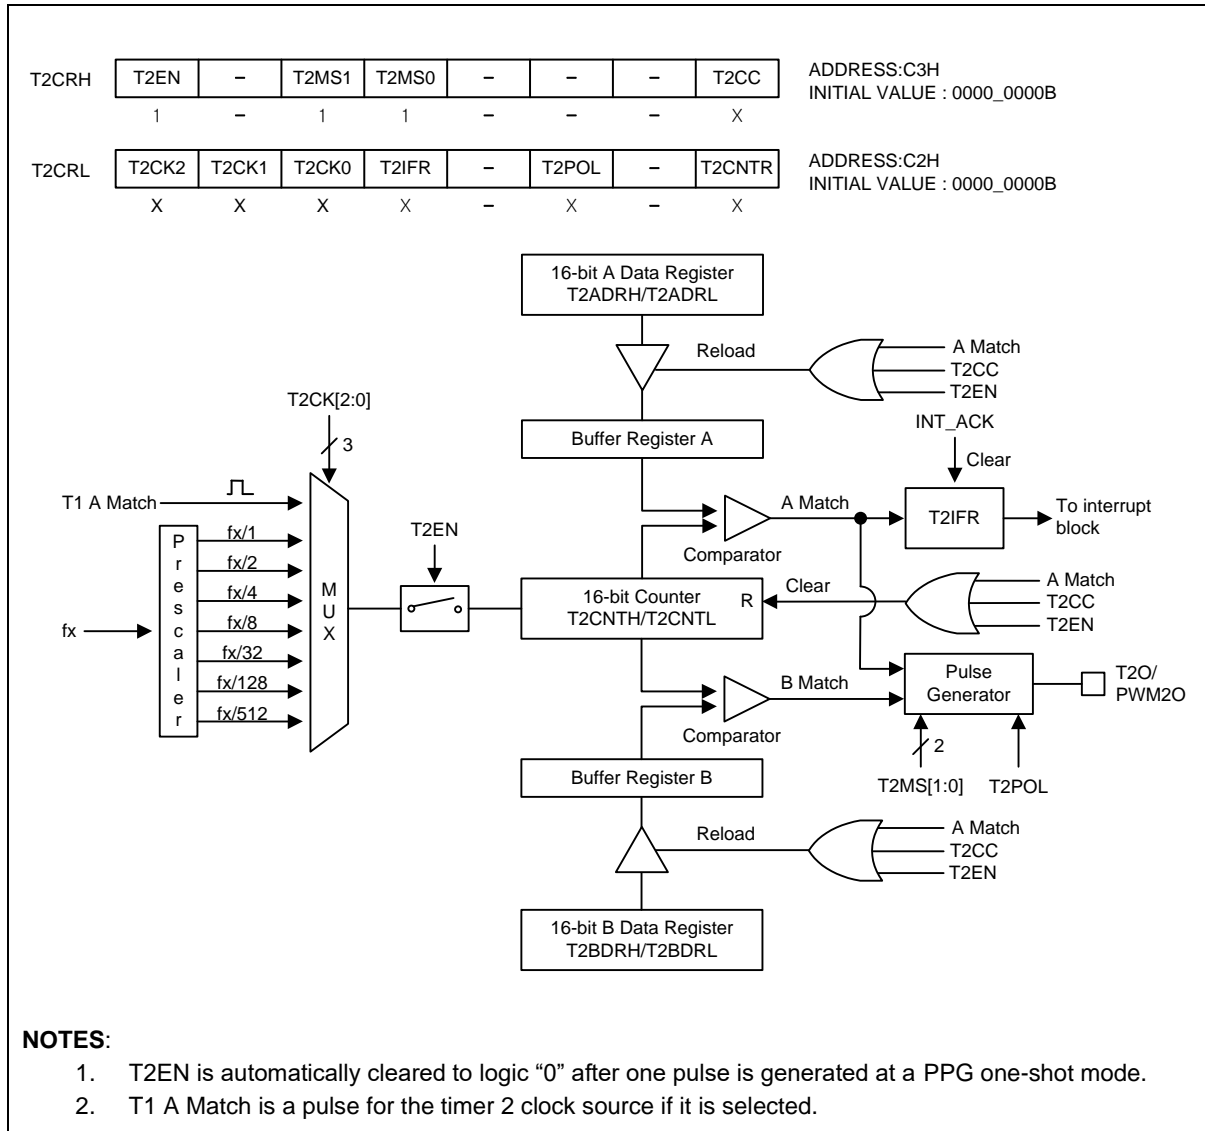 T2CRH T2EN – T2MS1 T2MS0 – – – T2CC ADDRESS:C3H
INITIAL VALUE : 0000_0000B
1 – 1 1 – – – X
T2CRL T2CK2 T2CK1 T2CK0 T2IFR – T2POL – T2CNTR ADDRESS:C2H
INITIAL VALUE : 0000_0000B
X X X X – X – X
16-bit A Data Register
T2ADRH/T2ADRL
Reload
A Match
T2CC
T2EN
T2CK[2:0]
3
Buffer Register A
INT_ACK
Clear
T1 A Match
A Match
T2IFR
To interrupt
block
Comparator
fx
Prescaler
fx/1
fx/2
fx/4
fx/8
fx/32
fx/128
fx/512
MUX
T2EN
16-bit Counter
T2CNTH/T2CNTL
R
Clear
A Match
T2CC
T2EN
B Match
Comparator
Pulse
Generator
T2O/
PWM2O
2
T2MS[1:0]
T2POL
Buffer Register B
Reload
A Match
T2CC
T2EN
16-bit B Data Register
T2BDRH/T2BDRL
NOTES:
1. T2EN is automatically cleared to logic “0” after one pulse is generated at a PPG one-shot mode.
2. T1 A Match is a pulse for the timer 2 clock source if it is selected.